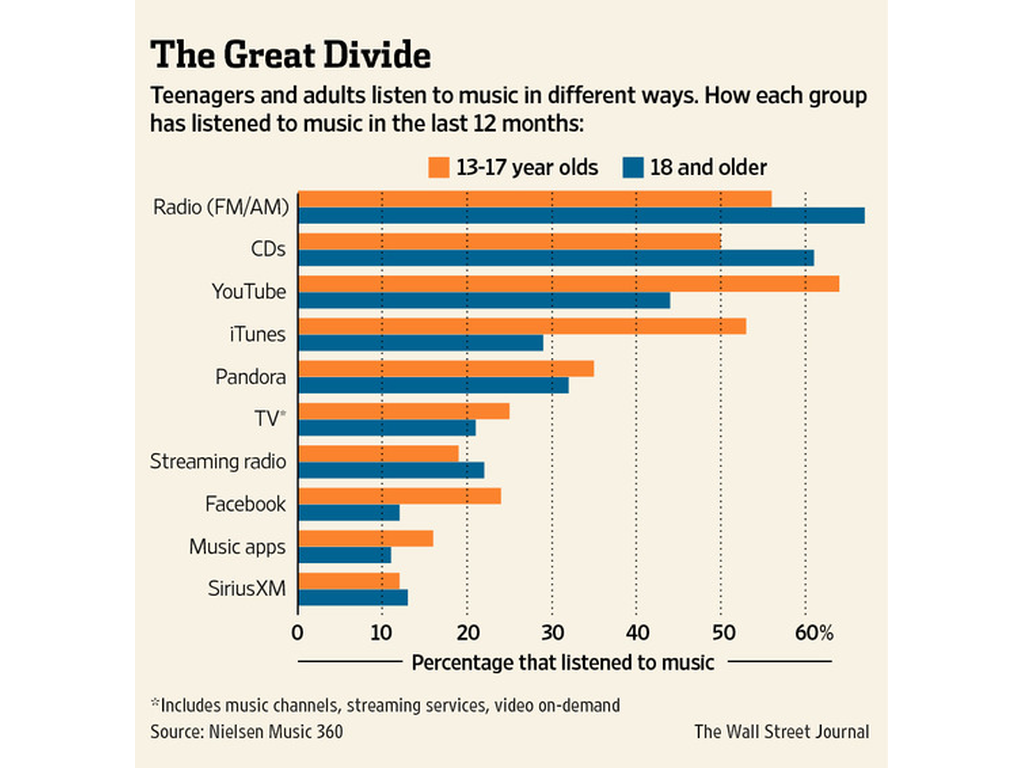 The Great Divide
Teenagers and adults listen to music in different ways. How each group
has listened to music in the last 12 months:
13-17 year olds 18 and older
Radio (FM/AM)
CDs
YouTube
iTunes
Pandora
TV*
Streaming radio
Facebook
Music apps
SiriusXM
0 10 20 30 40 50 60%
Percentage that listened to music
*Includes music channels, streaming services, video on-demand
Source: Nielsen Music 360 The Wall Street Journal